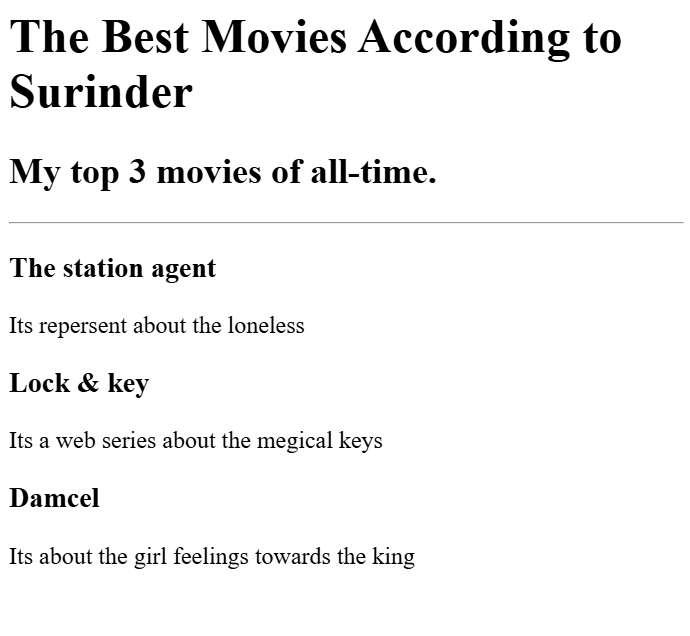 The Best Movies According to
Surinder
My top 3 movies of all-time.
The station agent
Its repersent about the loneless
Lock & key
Its a web series about the megical keys
Damcel
Its about the girl feelings towards the king